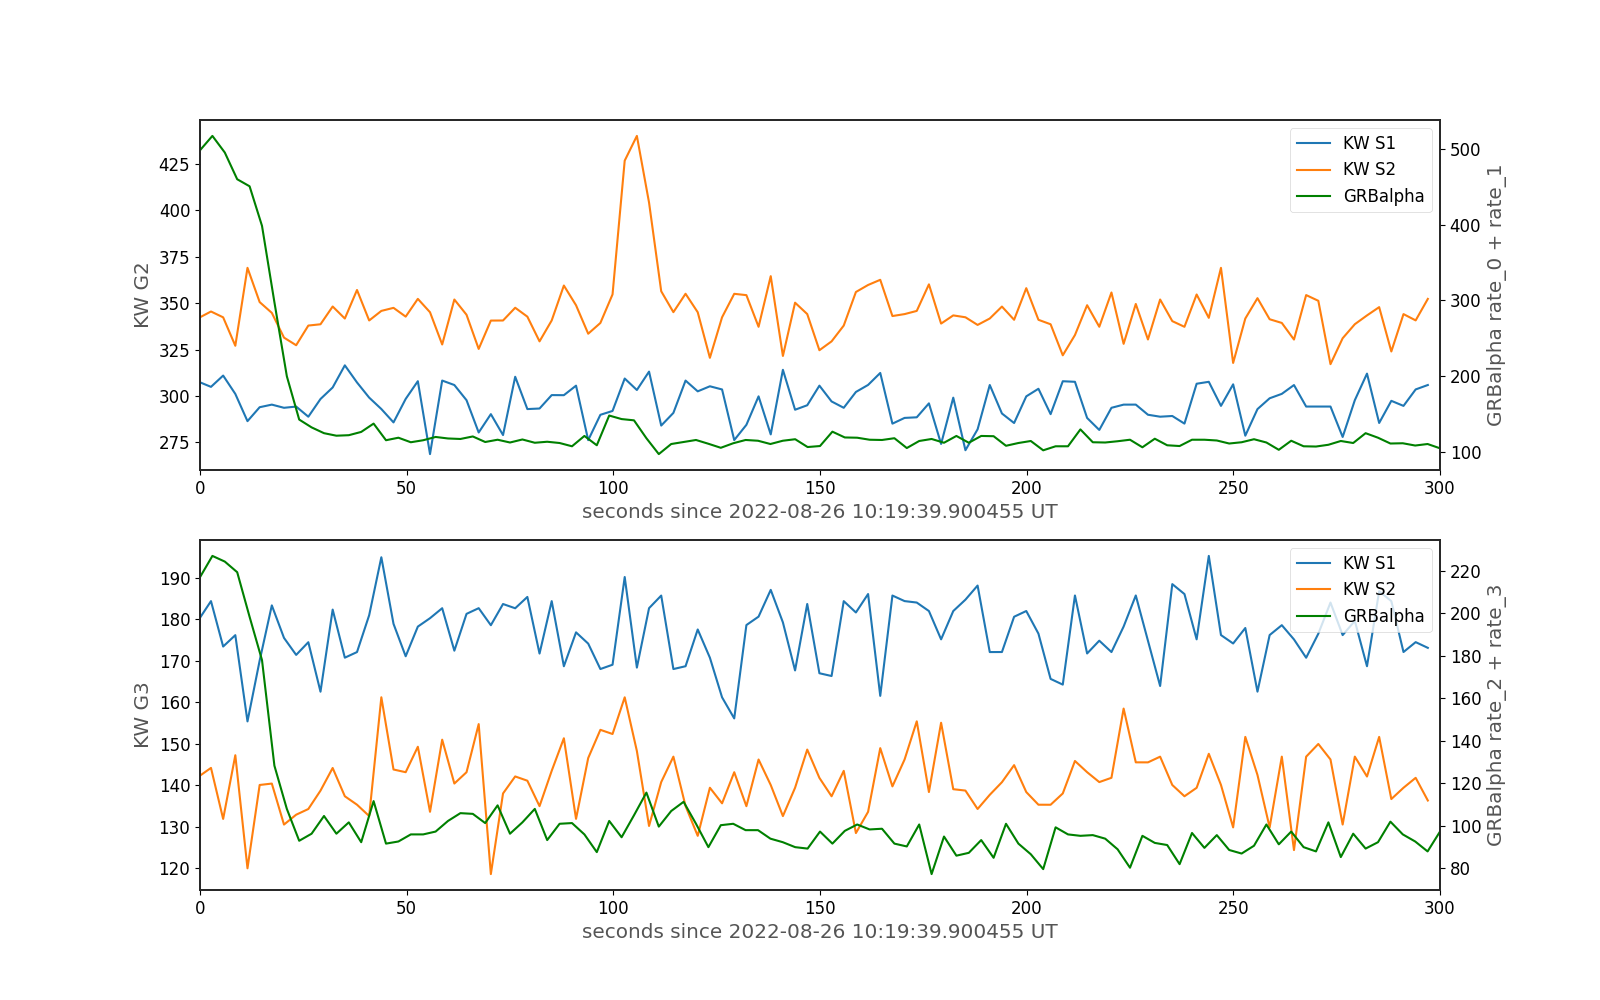 KW G2
425
400
375
350
325
300
275
KW S1
KW S2
GRBalpha
500
400
300
200
100
GRBalpha rate_0 + rate_1
0 50 100 150 200 250 300
seconds since 2022-08-26 10:19:39.900455 UT
KW G3
190
180
170
160
150
140
130
120
KW S1
KW S2
GRBalpha
220
200
180
160
140
120
100
80
GRBalpha rate_2 + rate_3
0 50 100 150 200 250 300
seconds since 2022-08-26 10:19:39.900455 UT